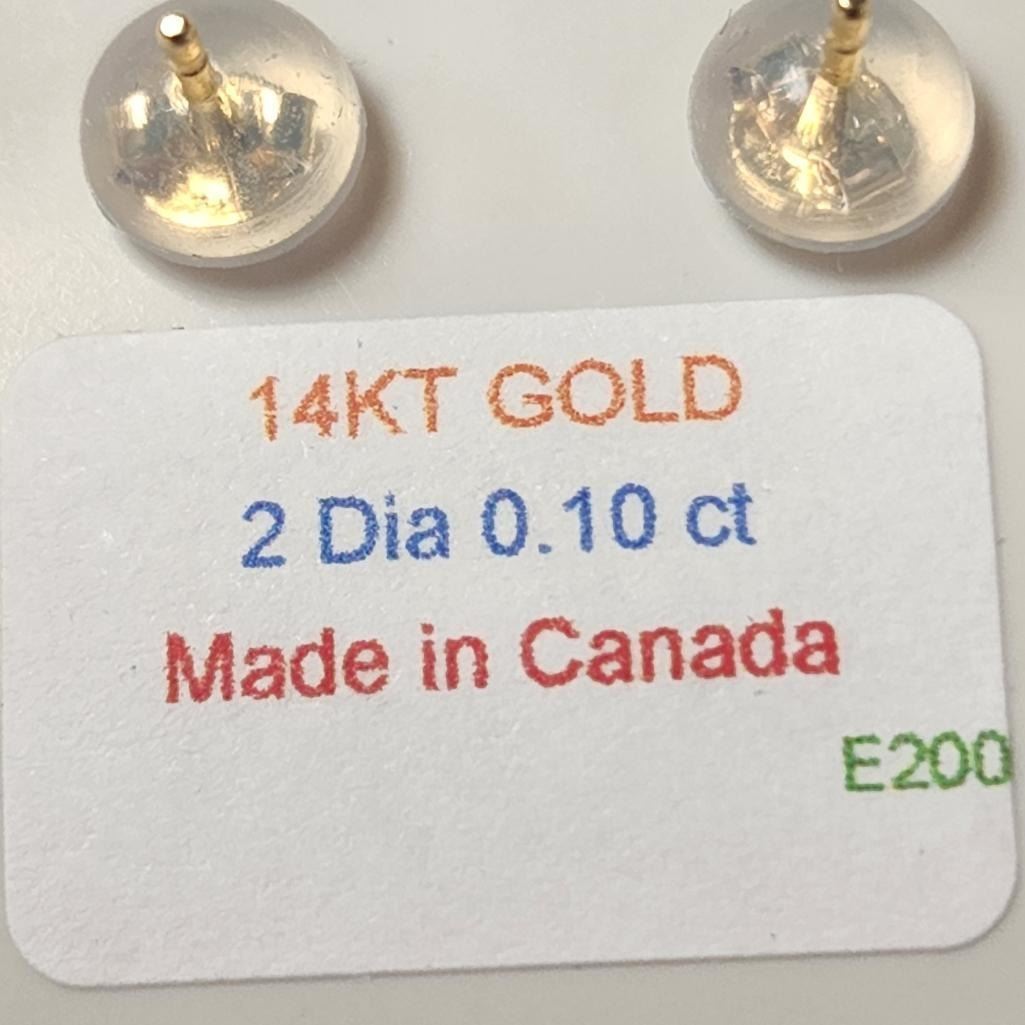 14KT GOLD
2 Dia 0.10 ct
Made in Canada
E200